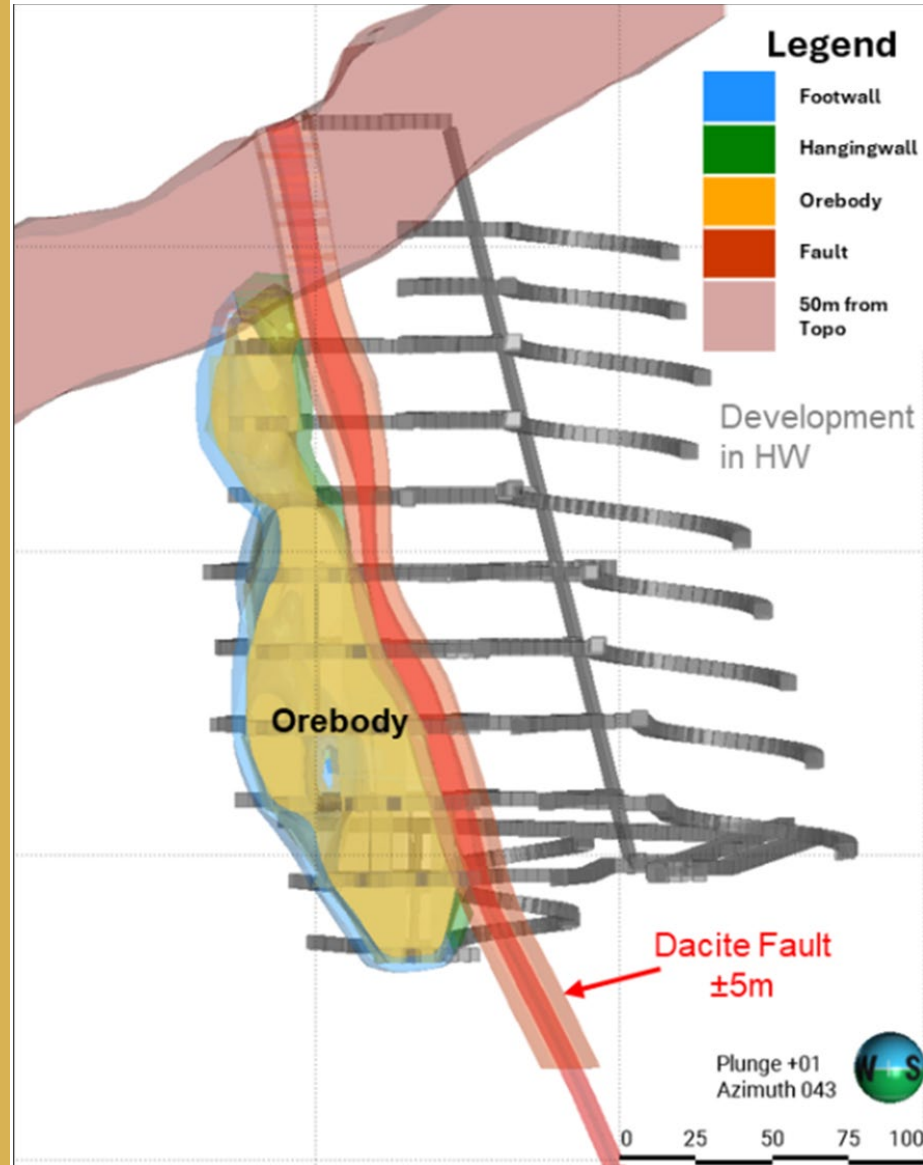 Legend
Footwall
Hangingwall
Orebody
Fault
50m from
Topo
Development
in HW
Orebody
Dacite Fault
±5m
Plunge +01
Azimuth 043
W S
0 25 50 75 100